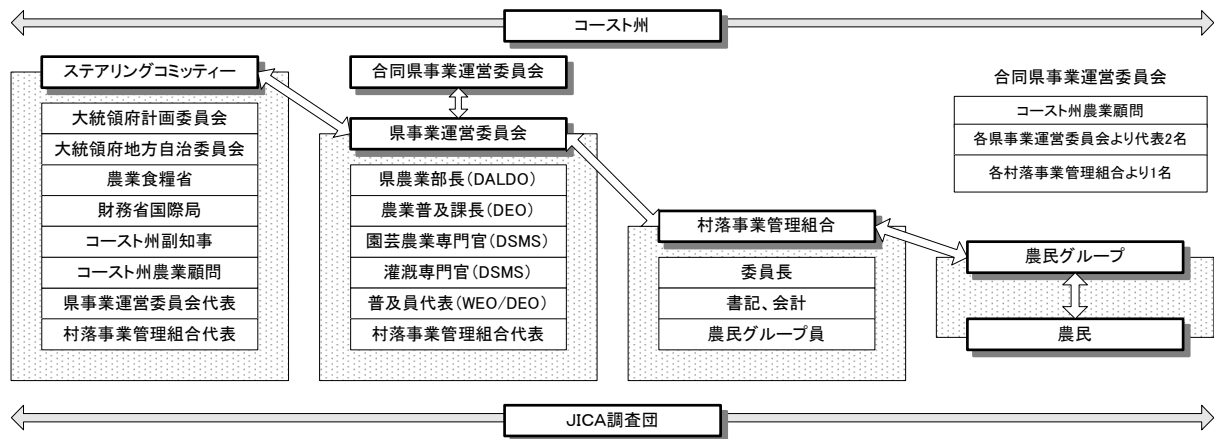 コースト州
ステアリングコミッティー
大統領府計画委員会
大統領府地方自治委員会
農業食糧省
財務省国際局
コースト州副知事
コースト州農業顧問
県事業運営委員会代表
村落事業管理組合代表
合同県事業運営委員会
県事業運営委員会
県農業部長(DALDO)
農業普及課長(DEO)
園芸農業専門官(DSMS)
灌漑専門官(DSMS)
普及員代表(WEO/DEO)
村落事業管理組合代表
村落事業管理組合
委員長
書記、会計
農民グループ員
合同県事業運営委員会
コースト州農業顧問
各県事業運営委員会より代表2名
各村落事業管理組合より1名
農民グループ
農民
JICA調査団